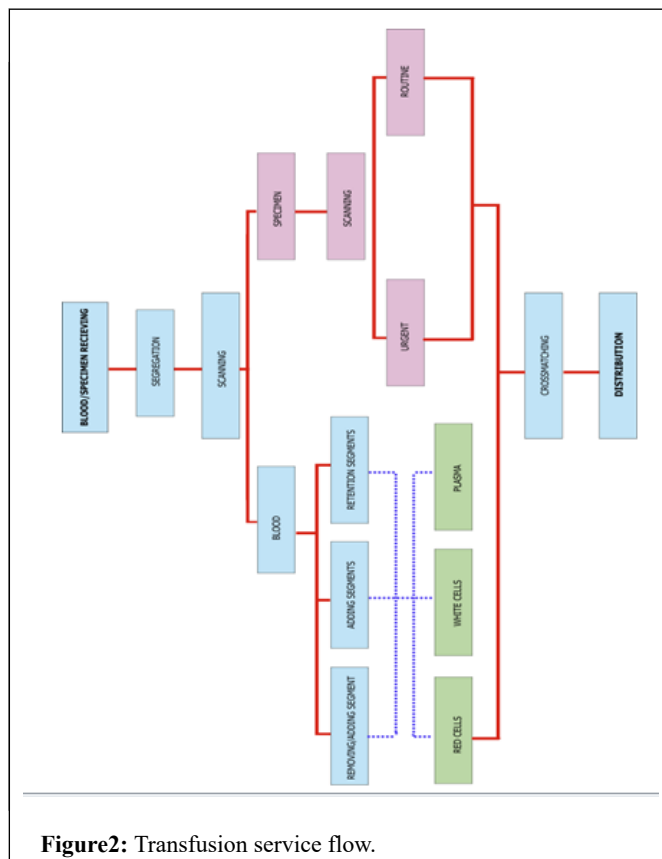 BLOOD/SPECIMEN RECIEVING
SEGREGATION
SCANNING
BLOOD
SPECIMEN
REMOVING/ADDING SEGMENT
ADDING SEGMENTS
RETENTION SEGMENTS
SCANNING
RED CELLS
WHITE CELLS
PLASMA
URGENT
ROUTINE
CROSSMATCHING
DISTRIBUTION
Figure2: Transfusion service flow.